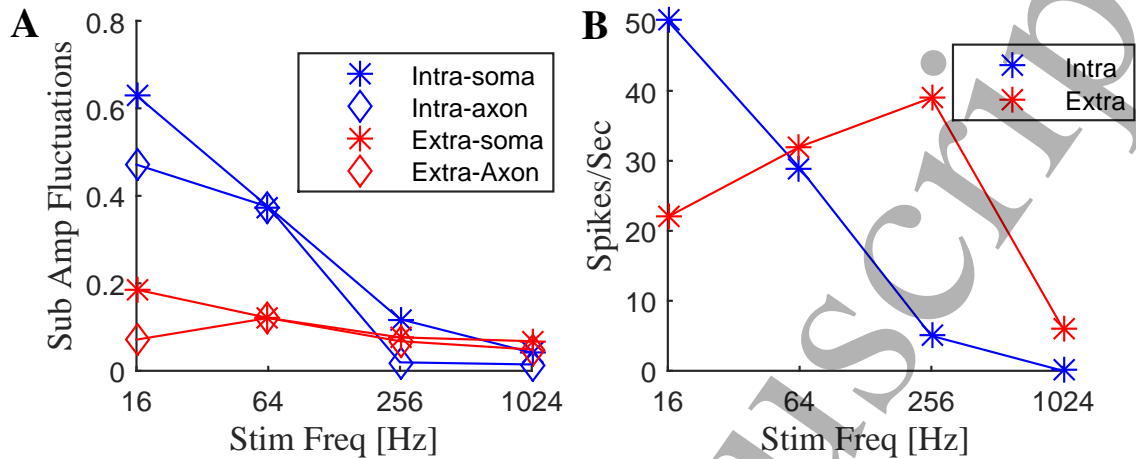 A
Sub Amp Fluctuations
0.8
0.6
0.4
0.2
0
16
64
256
1024
Stim Freq [Hz]
Intra-soma
Intra-axon
Extra-soma
Extra-Axon
B
Spikes/Sec
50
40
30
20
10
0
16
64
256
1024
Stim Freq [Hz]
Intra
Extra
uscrip